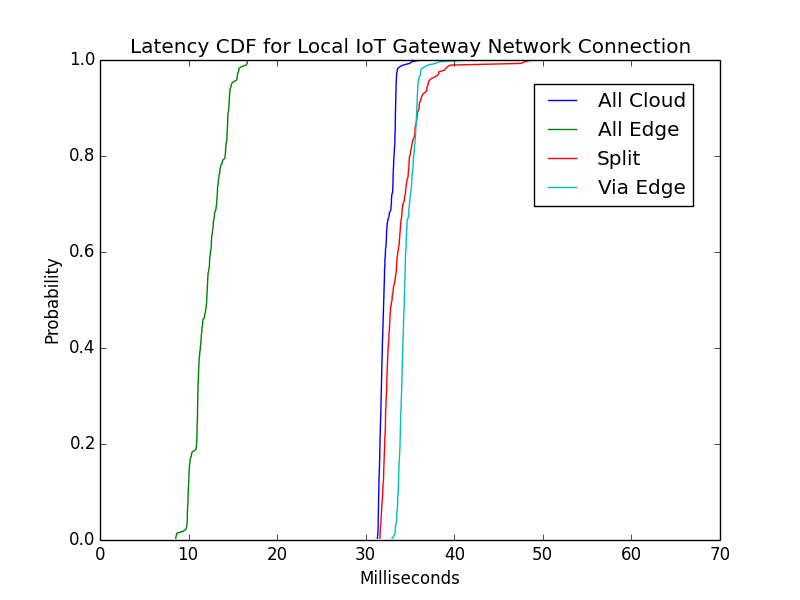 Latency CDF for Local IoT Gateway Network Connection
1.0
0.8
0.6
0.4
0.2
0.0
Probability
All Cloud
All Edge
Split
Via Edge
0 10 20 30 40 50 60 70
Milliseconds